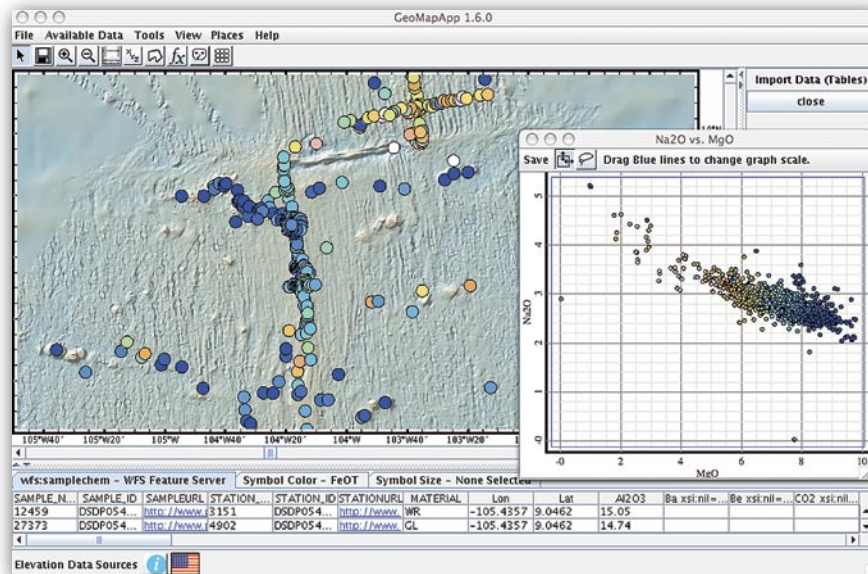 GeoMapApp 1.6.0
File Available Data Tools View Places Help
Import Data (Tables)
close
Na2O vs. MgO
Save Drag Blue lines to change graph scale.
5
4
3
2
1
-0
Na2O
-0 2 4 6 8 10
MgO
105°W40' 105°W20' 105°W 104°W40' 104°W20' 104°W 103°W40' 103°W20'
wfs:samplechem – WFS Feature Server Symbol Color – FeOT Symbol Size – None Selected
SAMPLE_N... SAMPLE_ID SAMPLEURL STATION_... STATION_ID STATIONURL MATERIAL Lon Lat Al2O3 Ba xsi:nil=... Be xsi:nil=... CO2 xsi:nil...
12459 DSDP054... http://www. 3151 DSDP054... http://www. WR -105.4357 9.0462 15.05
27373 DSDP054... http://www. 4902 DSDP054... http://www. GL -105.4357 9.0462 14.74
Elevation Data Sources